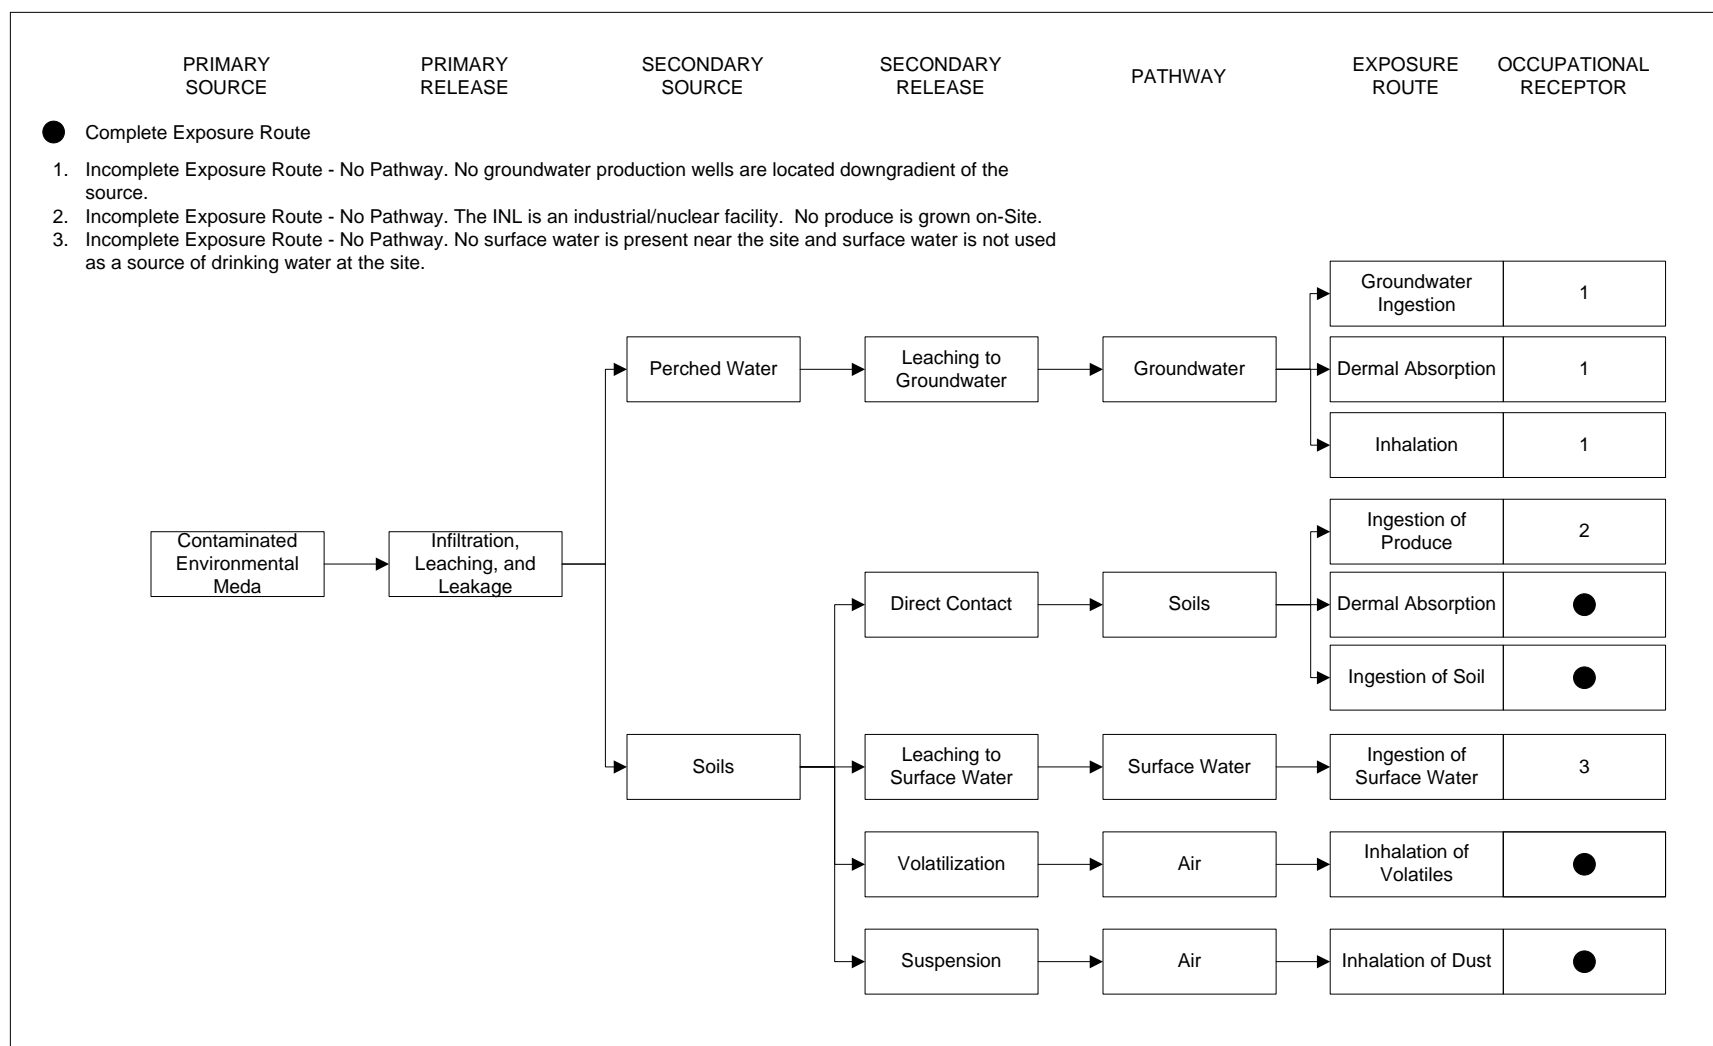 PRIMARY
SOURCE
PRIMARY
RELEASE
SECONDARY
SOURCE
SECONDARY
RELEASE
PATHWAY
EXPOSURE
ROUTE
OCCUPATIONAL
RECEPTOR
Complete Exposure Route
1. Incomplete Exposure Route - No Pathway. No groundwater production wells are located downgradient of the
source.
2. Incomplete Exposure Route - No Pathway. The INL is an industrial/nuclear facility.  No produce is grown on-Site.
3. Incomplete Exposure Route - No Pathway. No surface water is present near the site and surface water is not used
as a source of drinking water at the site.
Groundwater
Ingestion
1
Perched Water
Leaching to
Groundwater
Groundwater
Dermal Absorption
1
Inhalation
1
Contaminated
Environmental
Meda
Infiltration,
Leaching, and
Leakage
Ingestion of
Produce
2
Direct Contact
Soils
Dermal Absorption
Ingestion of Soil
Soils
Leaching to
Surface Water
Surface Water
Ingestion of
Surface Water
3
Volatilization
Air
Inhalation of
Volatiles
Suspension
Air
Inhalation of Dust